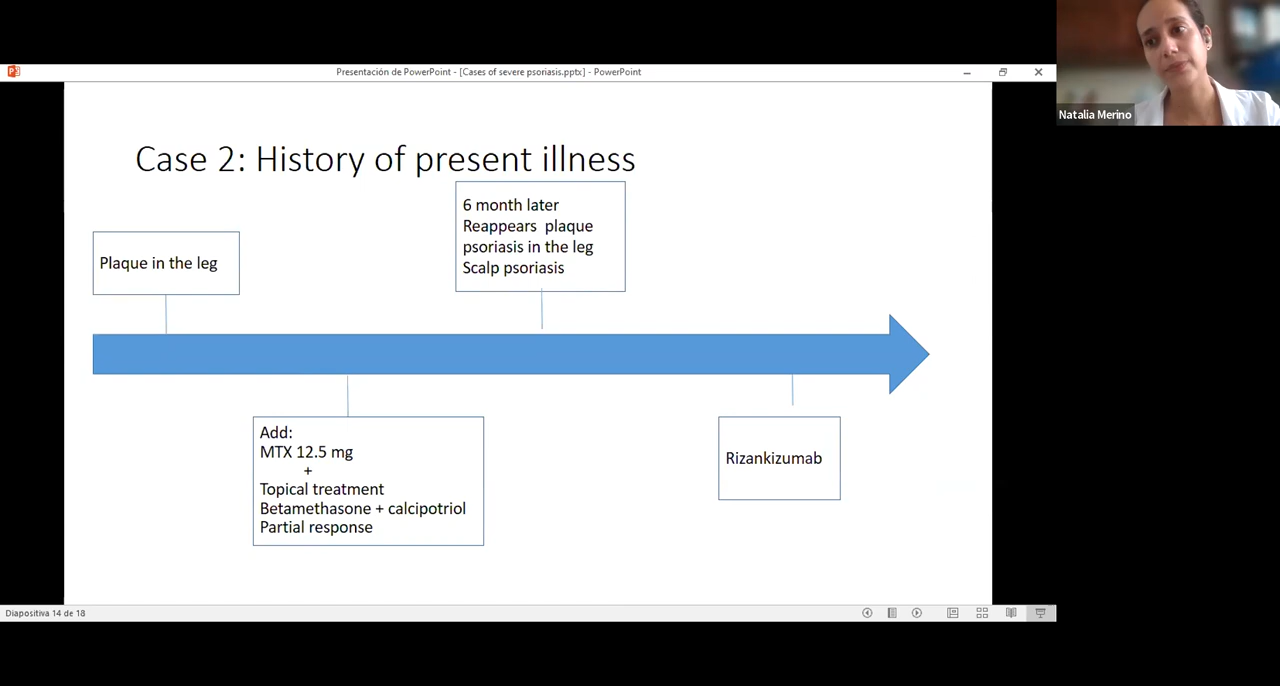 Presentación de PowerPoint - [Cases of severe psoriasis.pptx] - PowerPoint
Natalia Merino
Case 2: History of present illness
6 month later
Reappears plaque
psoriasis in the leg
Scalp psoriasis
Plaque in the leg
Add:
MTX 12.5 mg
+
Topical treatment
Betamethasone + calcipotriol
Partial response
Rizankizumab
Diapositiva 14 de 18